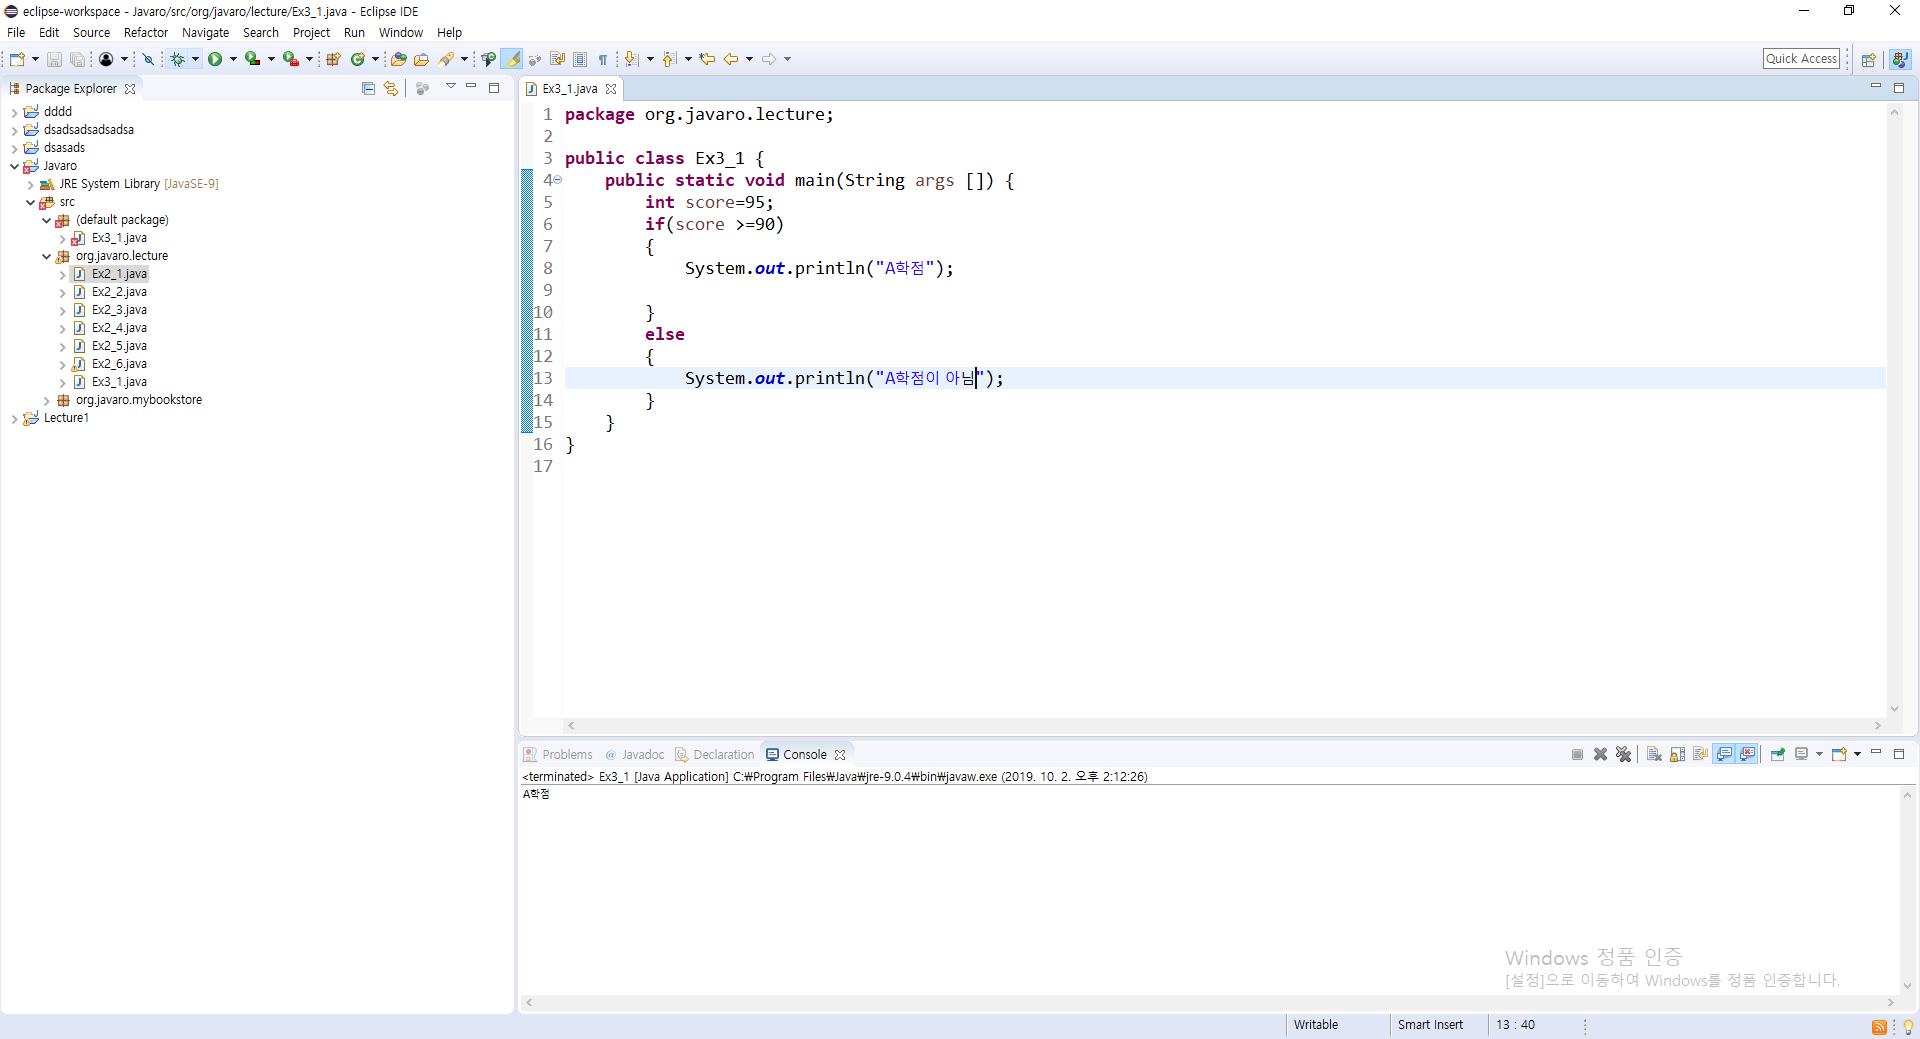 eclipse-workspace - Javaro/src/org/javaro/lecture/Ex3_1.java - Eclipse IDE
File Edit Source Refactor Navigate Search Project Run Window Help
Quick Access
Package Explorer
dddd
dsadsadsadsadsa
dsasads
Javaro
JRE System Library [JavaSE-9]
src
(default package)
Ex3_1.java
org.javaro.lecture
Ex2_1.java
Ex2_2.java
Ex2_3.java
Ex2_4.java
Ex2_5.java
Ex2_6.java
Ex3_1.java
org.javaro.mybookstore
Lecture1
Ex3_1.java
1 package org.javaro.lecture;
2
3 public class Ex3_1 {
4 public static void main(String args []) {
5 int score=95;
6 if(score >=90)
7 {
8 System.out.println("A학점");
9
10 }
11 else
12 {
13 System.out.println("A학점이 아님");
14 }
15 }
16 }
17
Problems @ Javadoc Declaration Console
<terminated> Ex3_1 [Java Application] C:₩Program Files₩Java₩jre-9.0.4₩bin₩javaw.exe (2019. 10. 2. 오후 2:12:26)
A학점
Windows 정품 인증
[설정]으로 이동하여 Windows를 정품 인증합니다.
Writable Smart Insert 13 : 40